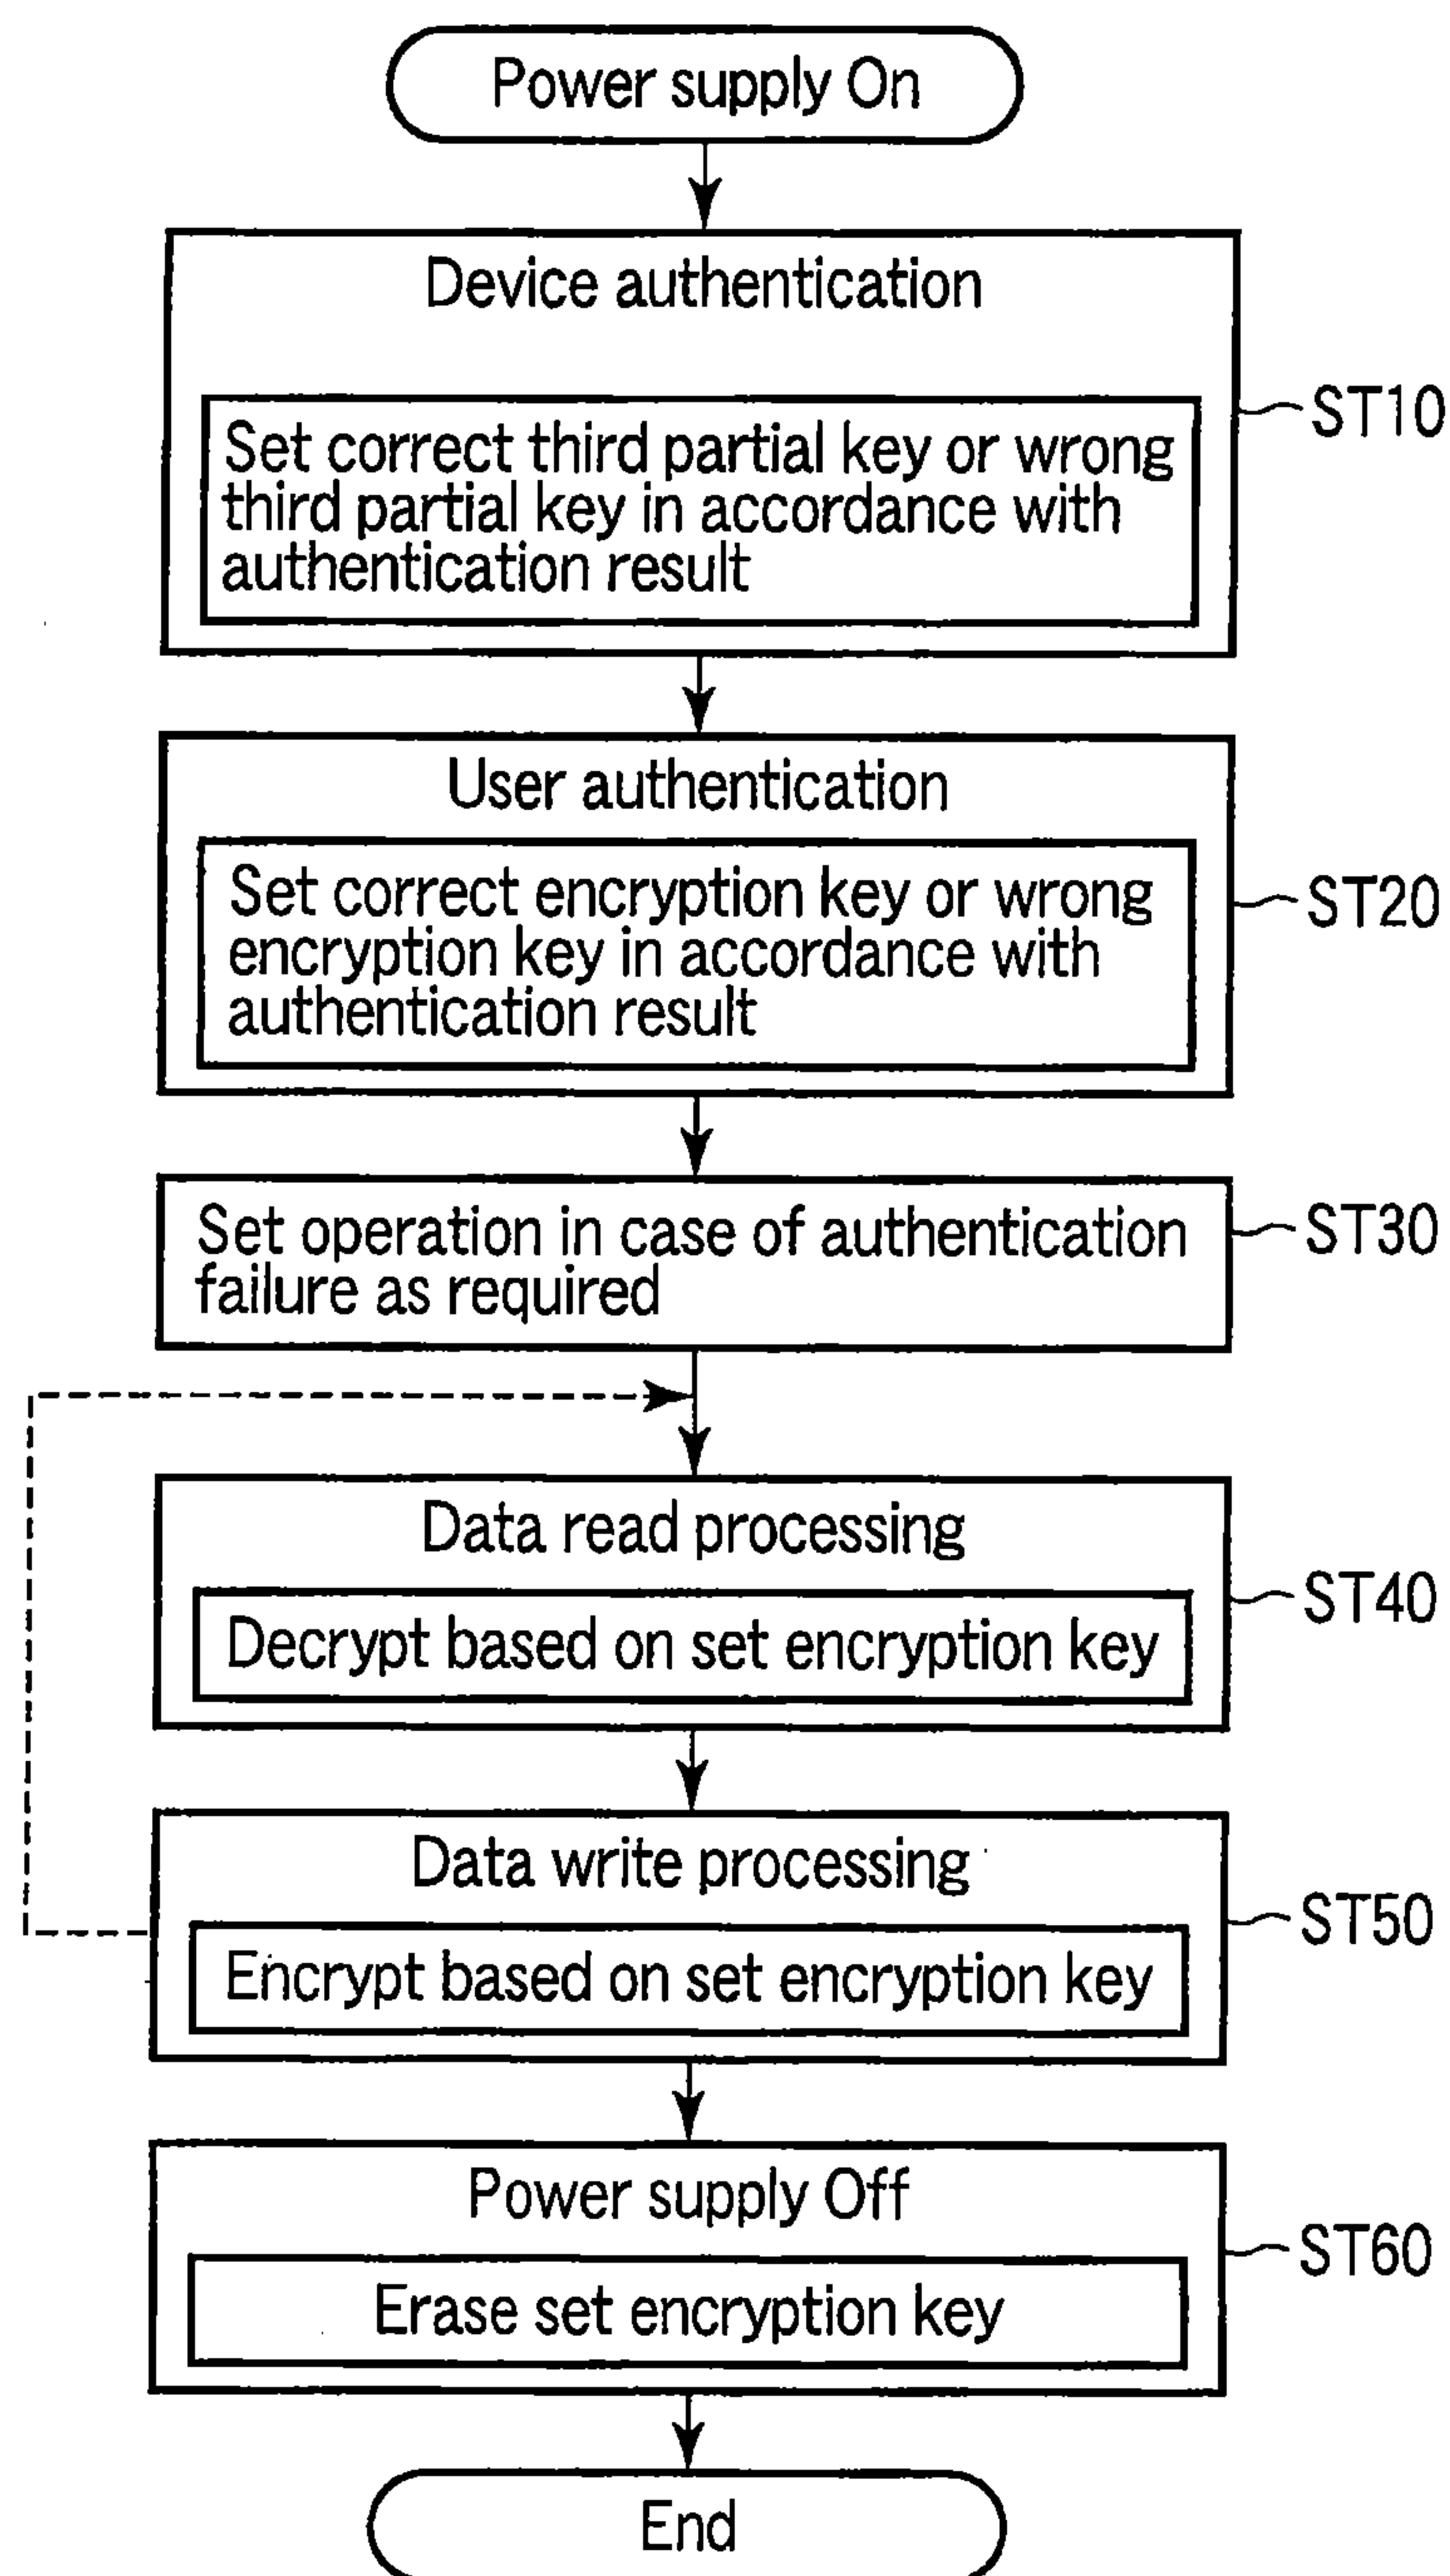 Power supply On
Device authentication
Set correct third partial key or wrong
third partial key in accordance with
authentication result
ST10
User authentication
Set correct encryption key or wrong
encryption key in accordance with
authentication result
ST20
Set operation in case of authentication
failure as required
ST30
Data read processing
Decrypt based on set encryption key
ST40
Data write processing
Encrypt based on set encryption key
ST50
Power supply Off
Erase set encryption key
ST60
End